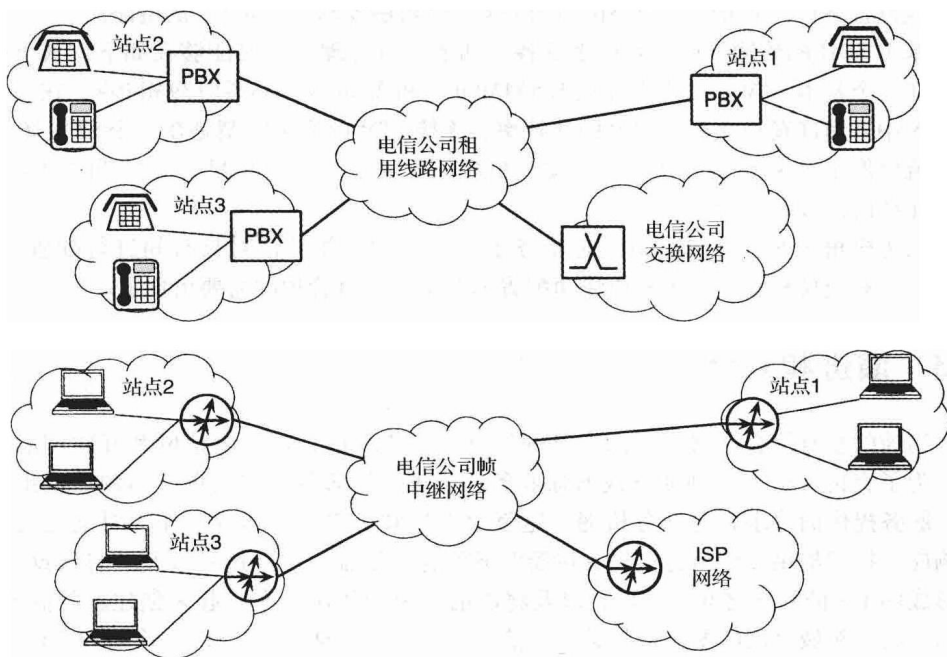 站点2
PBX
站点1
PBX
电信公司租
用线路网络
站点3
PBX
电信公司
交换网络
站点2
站点1
电信公司帧
中继网络
站点3
ISP
网络